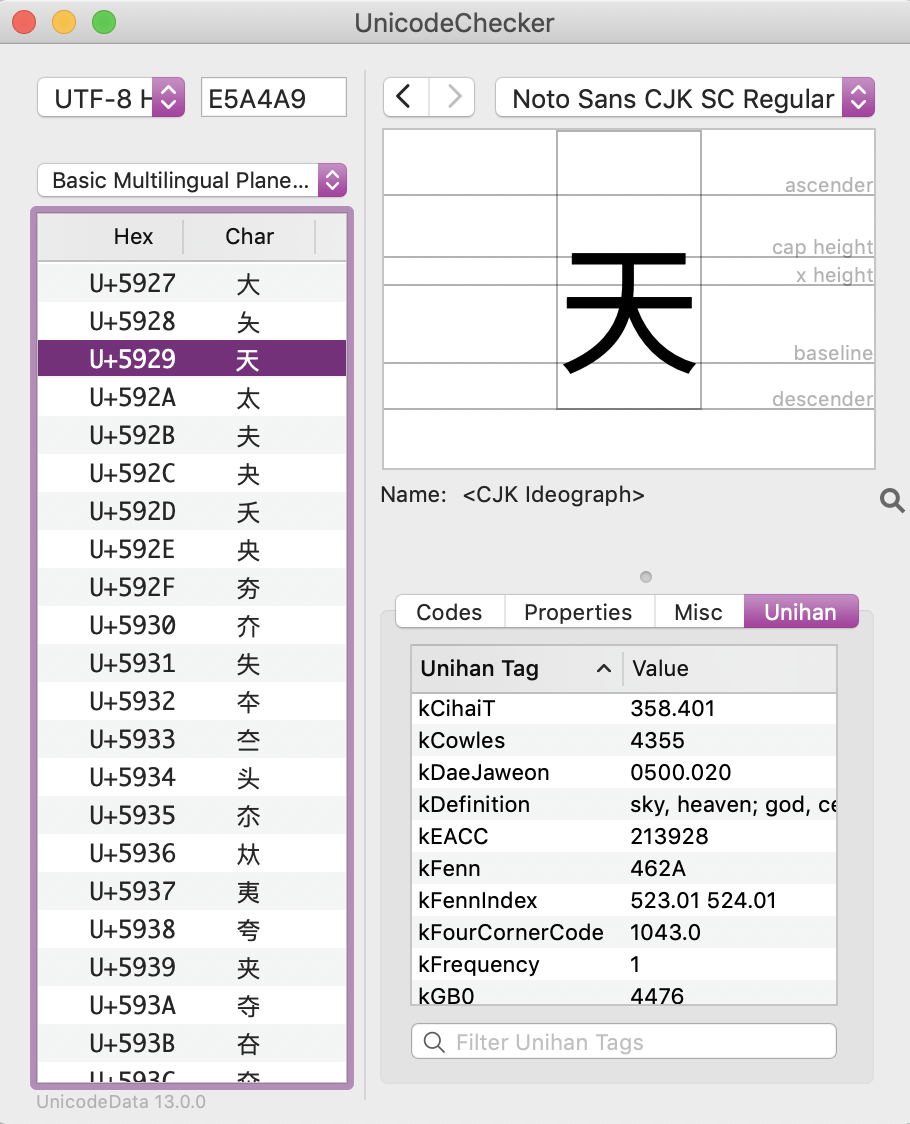 UnicodeChecker
UTF-8 H
E5A4A9
Noto Sans CJK SC Regular
Basic Multilingual Plane...
Hex Char
U+5927 大
U+5928 夨
U+5929 天
U+592A 太
U+592B 夫
U+592C 夬
U+592D 夭
U+592E 央
U+592F 夯
U+5930 夰
U+5931 失
U+5932 夲
U+5933 夳
U+5934 头
U+5935 夵
U+5936 夶
U+5937 夷
U+5938 夸
U+5939 夹
U+593A 夺
U+593B 夻
U+593C 夼
UnicodeData 13.0.0
ascender
cap height
x height
baseline
descender
天
Name: <CJK Ideograph>
Codes Properties Misc Unihan
Unihan Tag Value
kCihaiT 358.401
kCowles 4355
kDaeJaweon 0500.020
kDefinition sky, heaven; god, ce
kEACC 213928
kFenn 462A
kFennIndex 523.01 524.01
kFourCornerCode 1043.0
kFrequency 1
kGB0 4476
Filter Unihan Tags